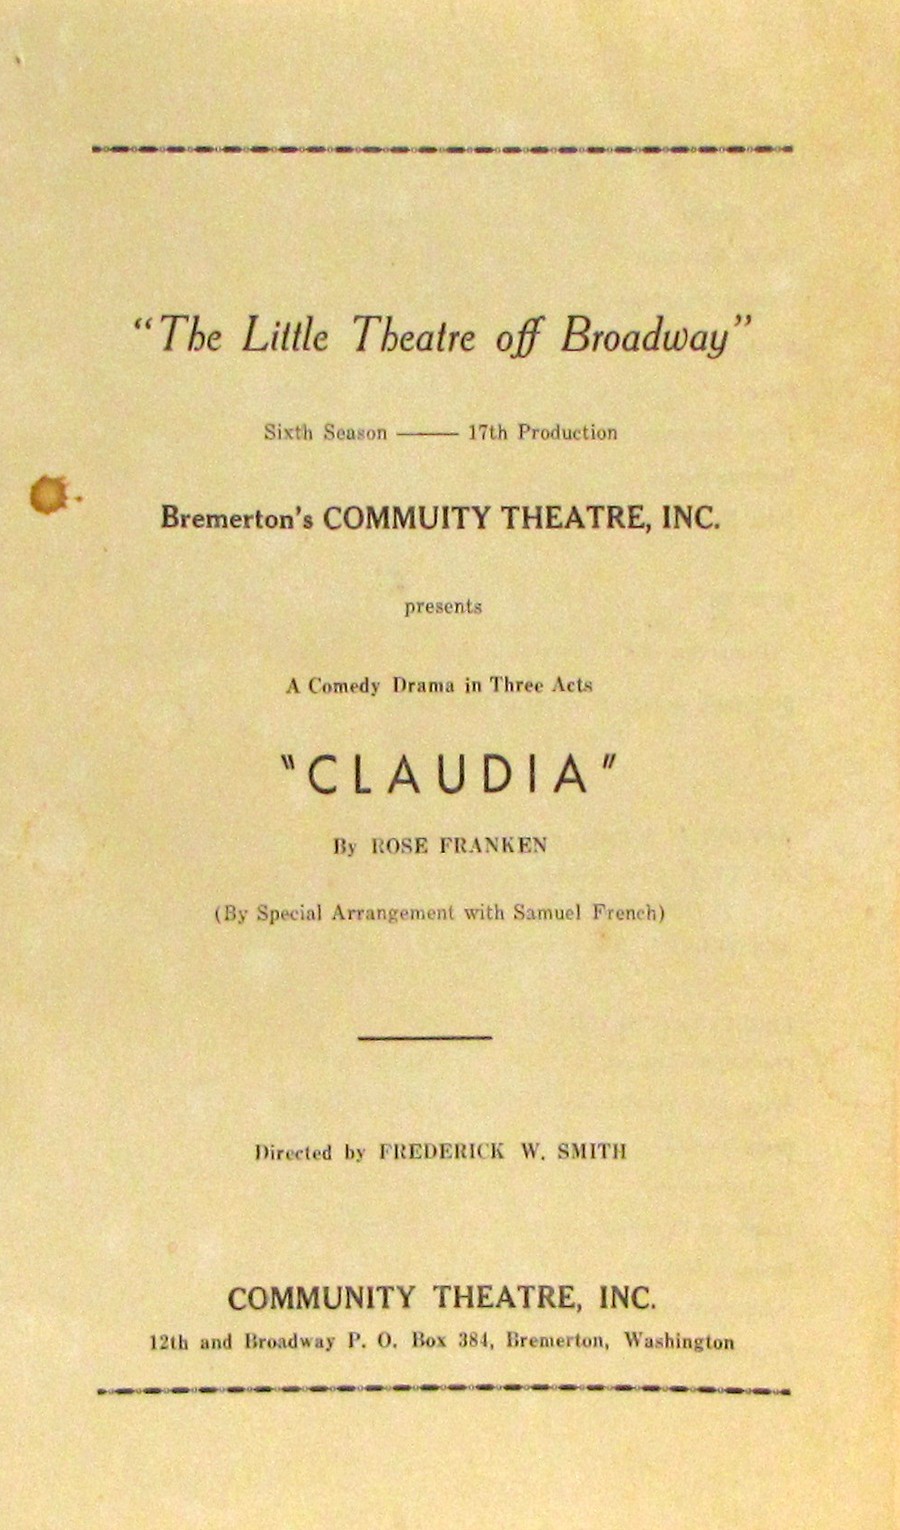 “The Little Theatre off Broadway”
Sixth Season —— 17th Production
Bremerton's COMMUITY THEATRE, INC.
presents
A Comedy Drama in Three Acts
"CLAUDIA"
By ROSE FRANKEN
(By Special Arrangement with Samuel French)
Directed by FREDERICK W. SMITH
COMMUNITY THEATRE, INC.
12th and Broadway P. O. Box 384, Bremerton, Washington